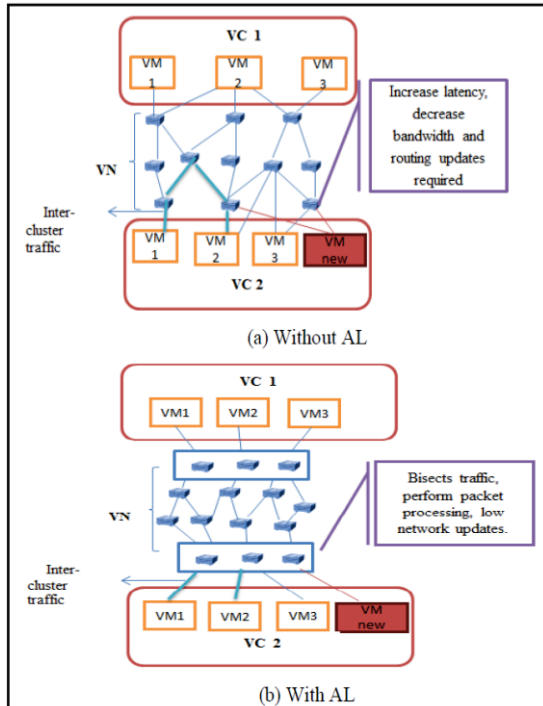 VC 1
VM
1
VM
2
VM
3
Increase latency,
decrease
bandwidth and
routing updates
required
VN
Inter-
cluster
traffic
VM
1
VM
2
VM
3
VM
new
VC 2
(a) Without AL
VC 1
VM1
VM2
VM3
VN
Bisects traffic,
perform packet
processing, low
network updates.
Inter-
cluster
traffic
VM1
VM2
VM3
VM
new
VC 2
(b) With AL